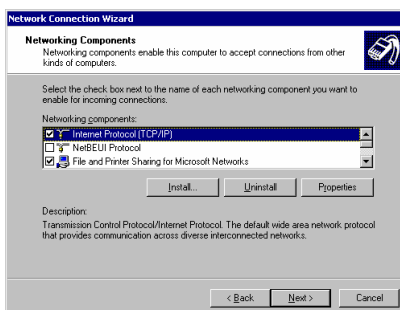 Network Connection Wizard
Networking Components
Networking components enable this computer to accept connections from other
kinds of computers.
Select the check box next to the name of each networking component you want to
enable for incoming connections.
Networking components:
Internet Protocol (TCP/IP)
NetBEUI Protocol
File and Printer Sharing for Microsoft Networks
Install...
Uninstall
Properties
Description:
Transmission Control Protocol/Internet Protocol. The default wide area network protocol
that provides communication across diverse interconnected networks.
< Back
Next >
Cancel